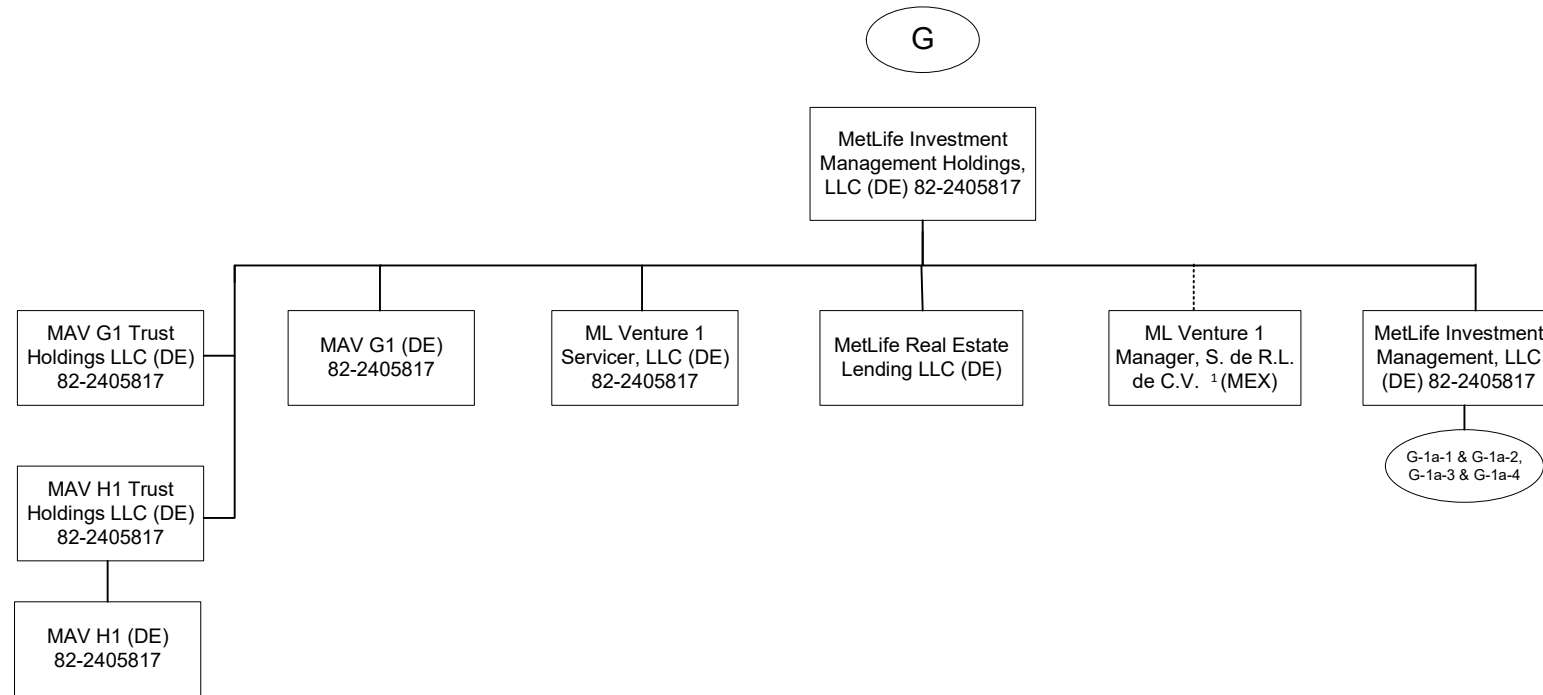 G
MetLife Investment
Management Holdings,
LLC (DE) 82-2405817
MAV G1 Trust
Holdings LLC (DE)
82-2405817
MAV G1 (DE)
82-2405817
ML Venture 1
Servicer, LLC (DE)
82-2405817
MetLife Real Estate
Lending LLC (DE)
ML Venture 1
Manager, S. de R.L.
de C.V. ¹ (MEX)
MetLife Investment
Management, LLC
(DE) 82-2405817
G-1a-1 & G-1a-2,
G-1a-3 & G-1a-4
MAV H1 Trust
Holdings LLC (DE)
82-2405817
MAV H1 (DE)
82-2405817